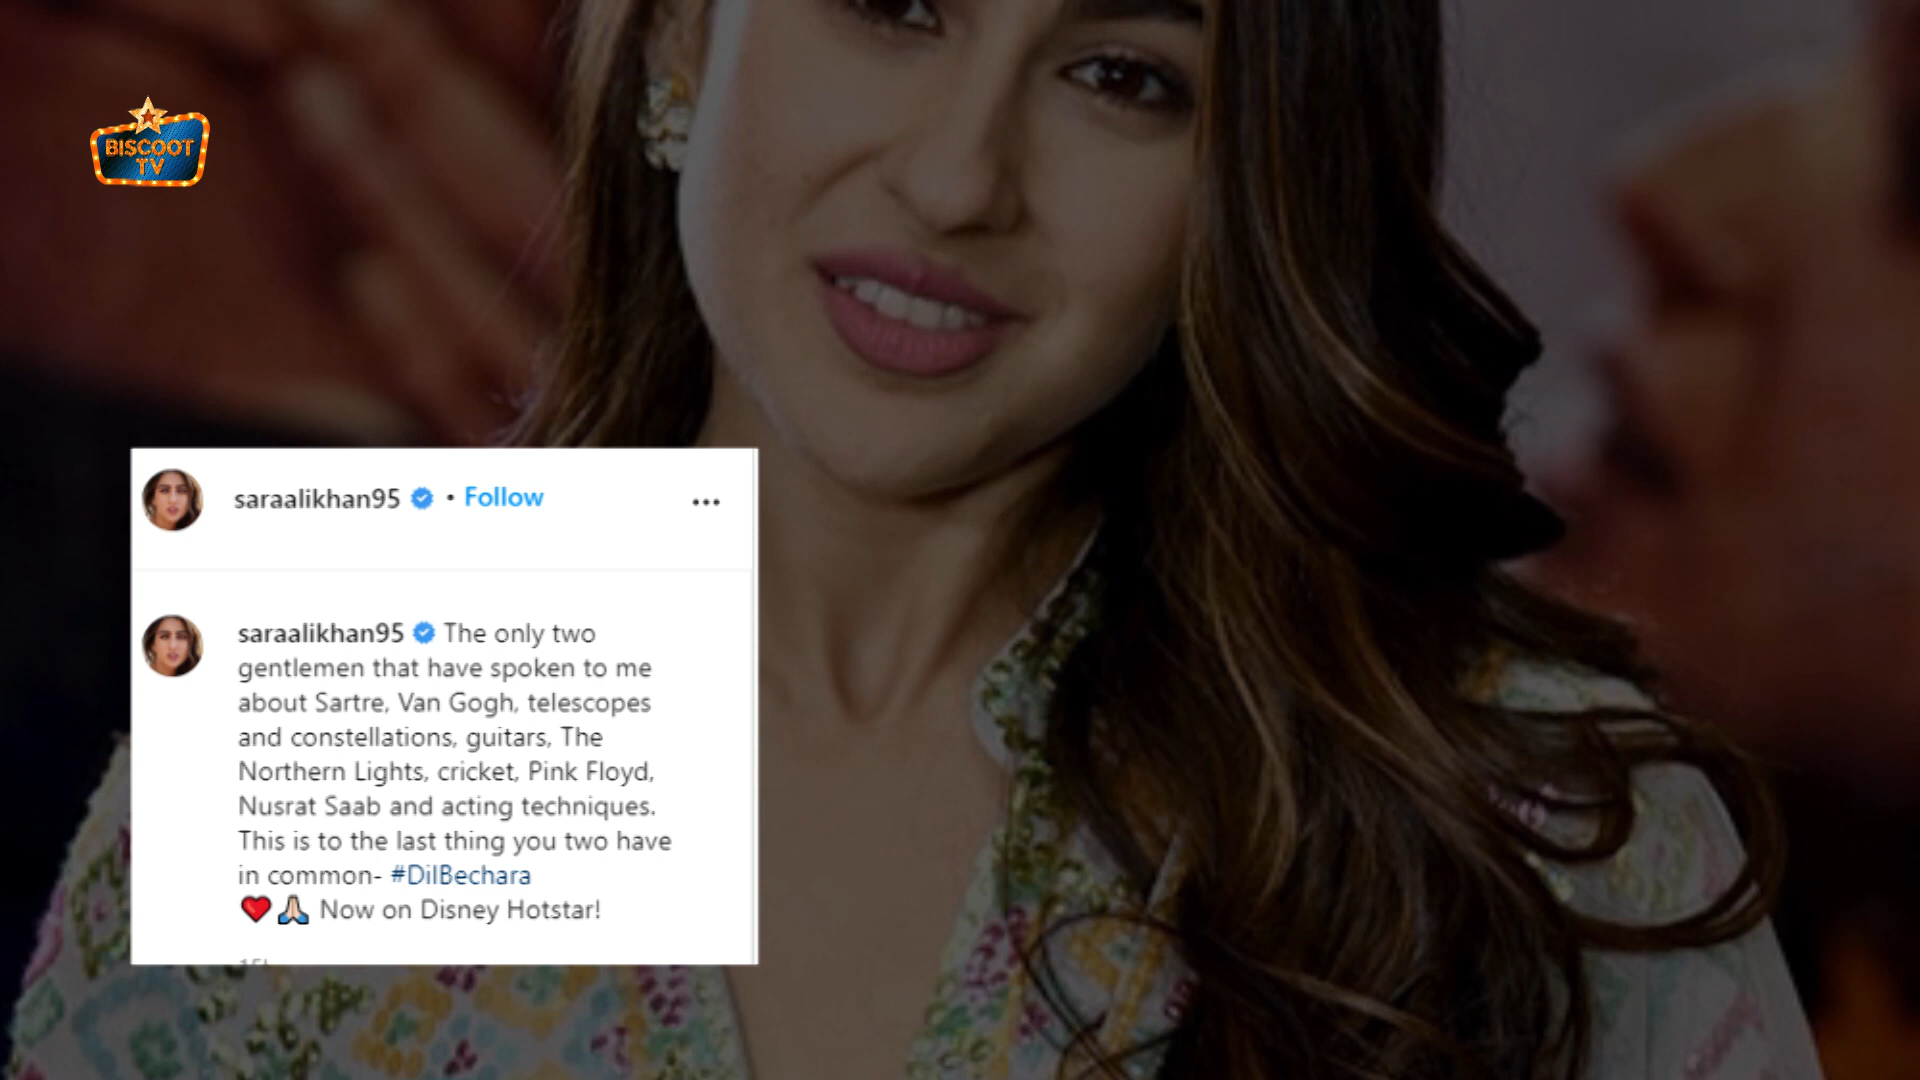 BISCOOT
TV
saraalikhan95 • Follow ...
saraalikhan95 The only two
gentlemen that have spoken to me
about Sartre, Van Gogh, telescopes
and constellations, guitars, The
Northern Lights, cricket, Pink Floyd,
Nusrat Saab and acting techniques.
This is to the last thing you two have
in common- #DilBechara
❤️🙏🏻 Now on Disney Hotstar!